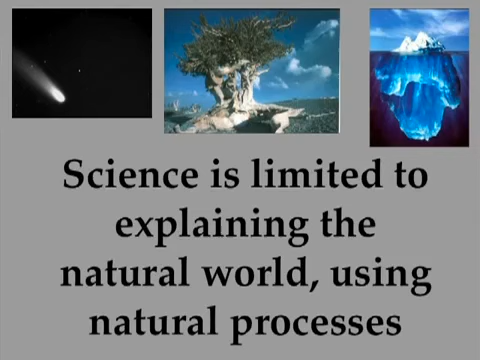 Science is limited to
explaining the
natural world, using
natural processes